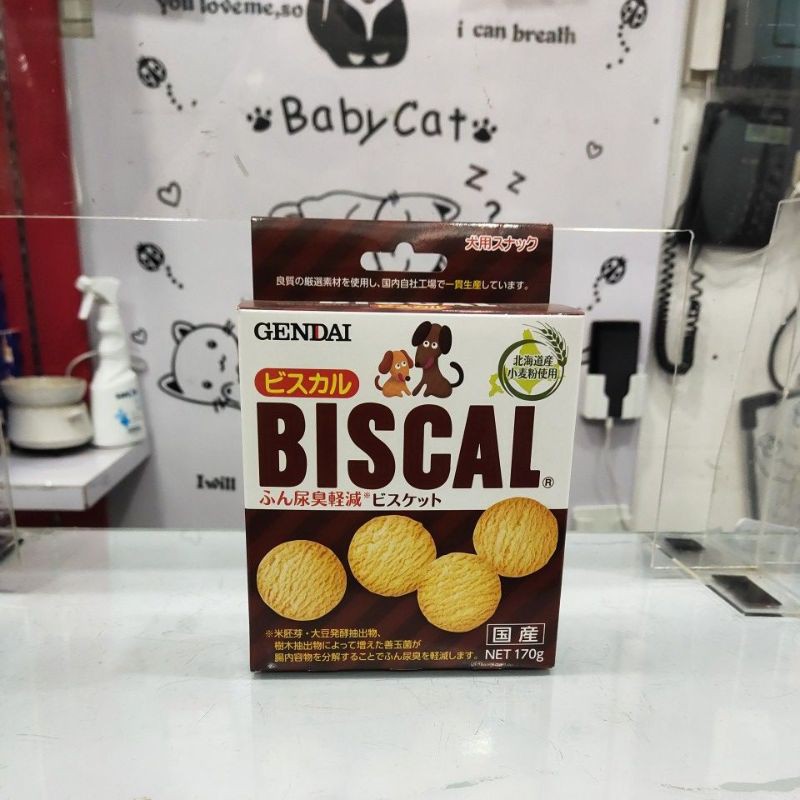 you loveme,so
i can breath
BabyCat
Z Z
?
犬用スナック
良質の厳選素材を使用し、国内自社工場で一貫生産しています。
GENDAI
ビスカル
北海道産
小麦粉使用
BISCAL®
ふん尿臭軽減※ビスケット
※米胚芽・大豆発酵抽出物、
樹木抽出物によって増えた善玉菌が
腸内容物を分解することでふん尿臭を軽減します。
国産
NET 170g
I will